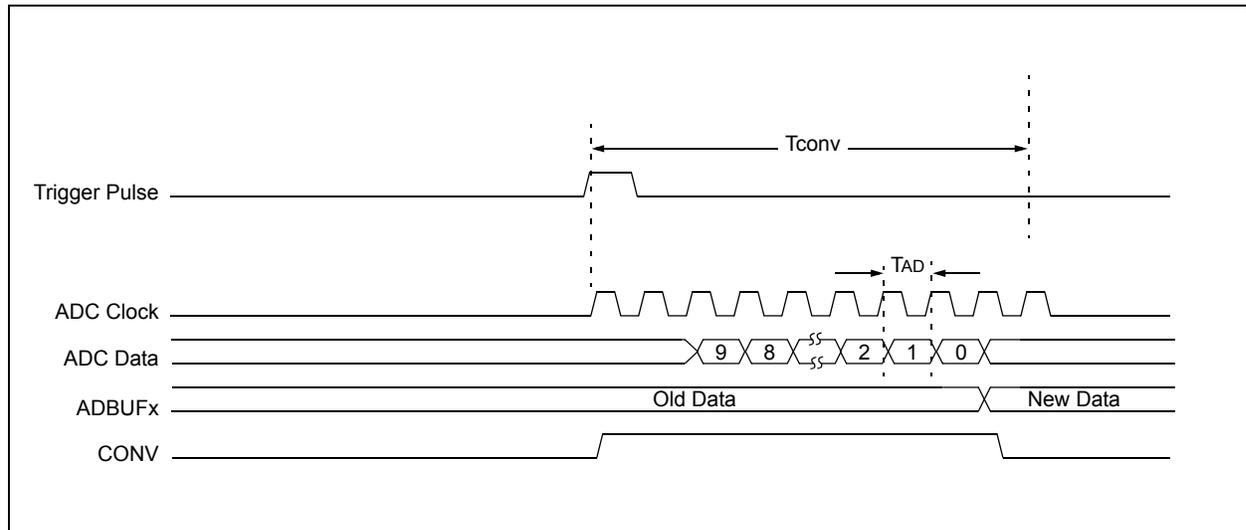 Tconv
Trigger Pulse
TAD
ADC Clock
ADC Data 9 8 2 1 0
ADBUFx Old Data New Data
CONV